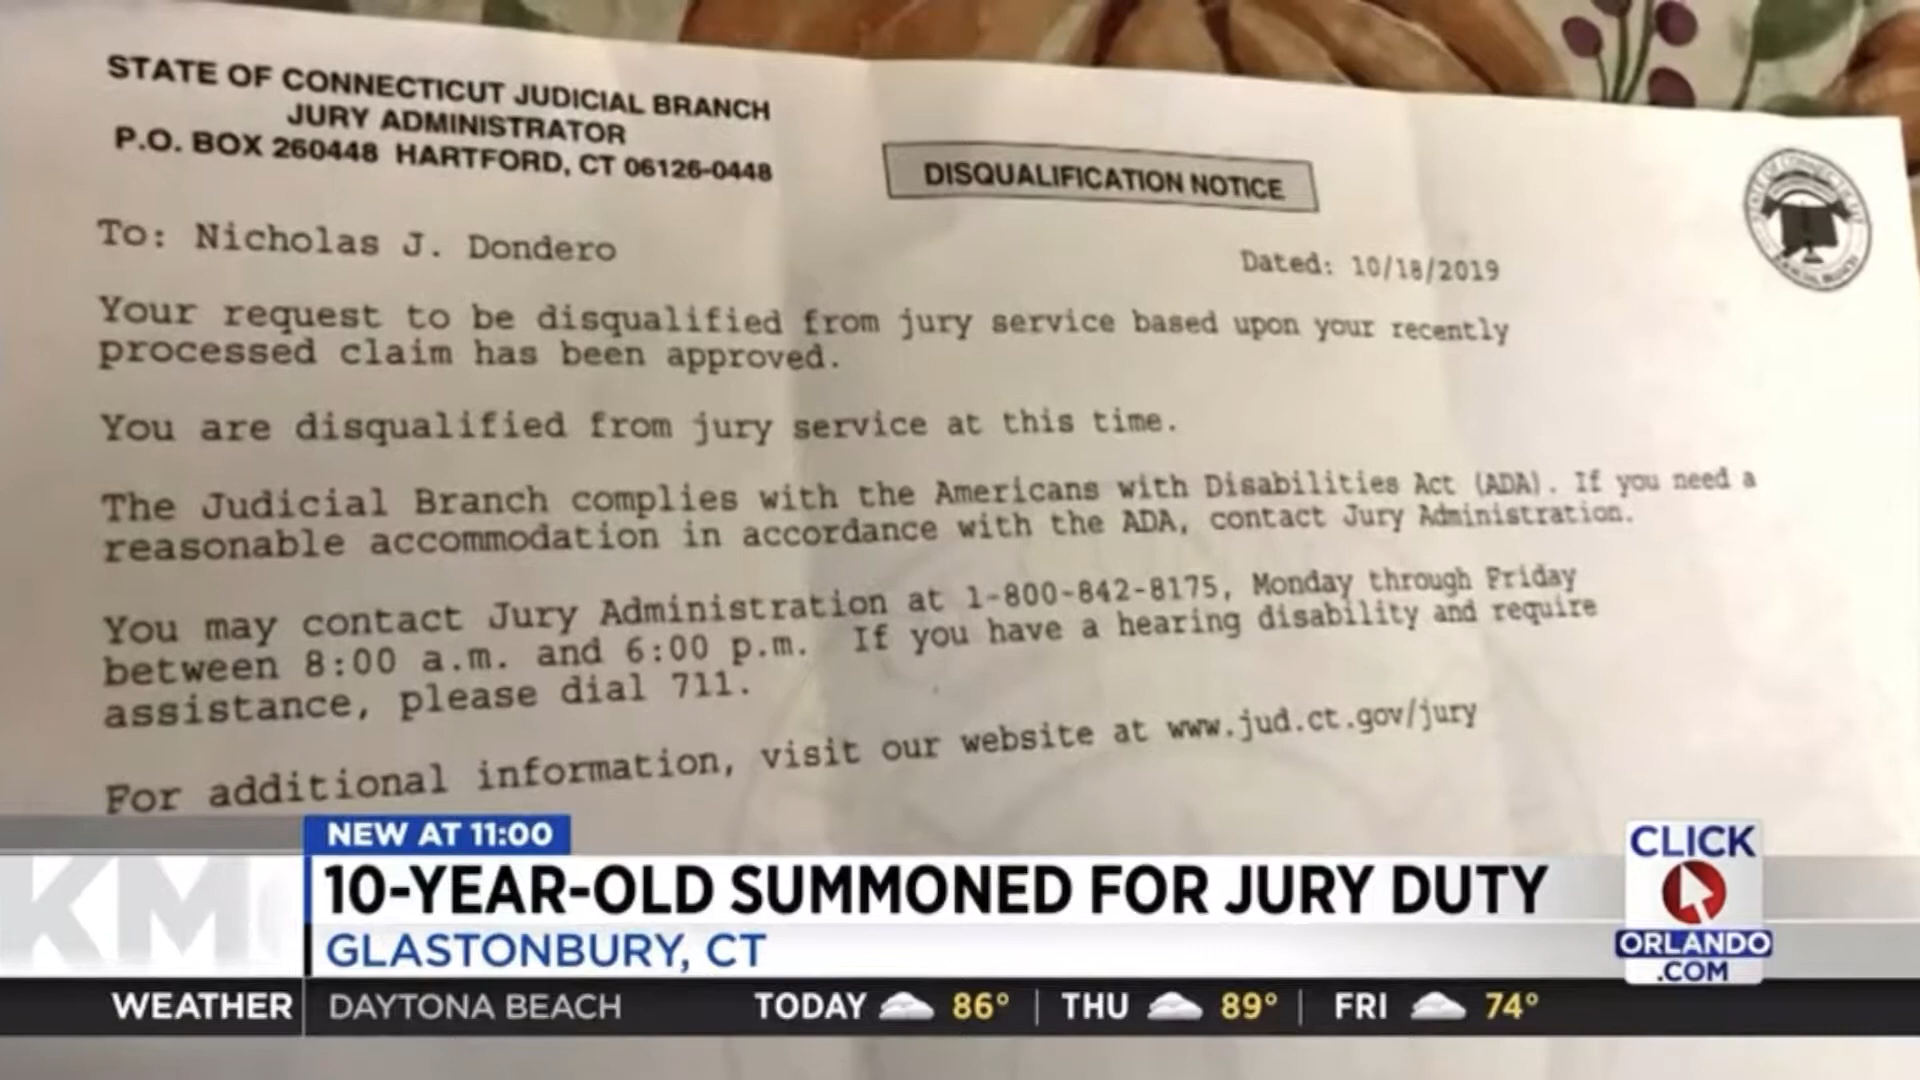 STATE OF CONNECTICUT JUDICIAL BRANCH
JURY ADMINISTRATOR
P.O. BOX 260448 HARTFORD, CT 06126-0448
DISQUALIFICATION NOTICE
To: Nicholas J. Dondero
Dated: 10/18/2019
Your request to be disqualified from jury service based upon your recently
processed claim has been approved.
You are disqualified from jury service at this time.
The Judicial Branch complies with the Americans with Disabilities Act (ADA). If you need a
reasonable accommodation in accordance with the ADA, contact Jury Administration.
You may contact Jury Administration at 1-800-842-8175, Monday through Friday
between 8:00 a.m. and 6:00 p.m. If you have a hearing disability and require
assistance, please dial 711.
For additional information, visit our website at www.jud.ct.gov/jury
NEW AT 11:00
10-YEAR-OLD SUMMONED FOR JURY DUTY
GLASTONBURY, CT
CLICK
ORLANDO
.COM
WEATHER DAYTONA BEACH TODAY 86° THU 89° FRI 74°